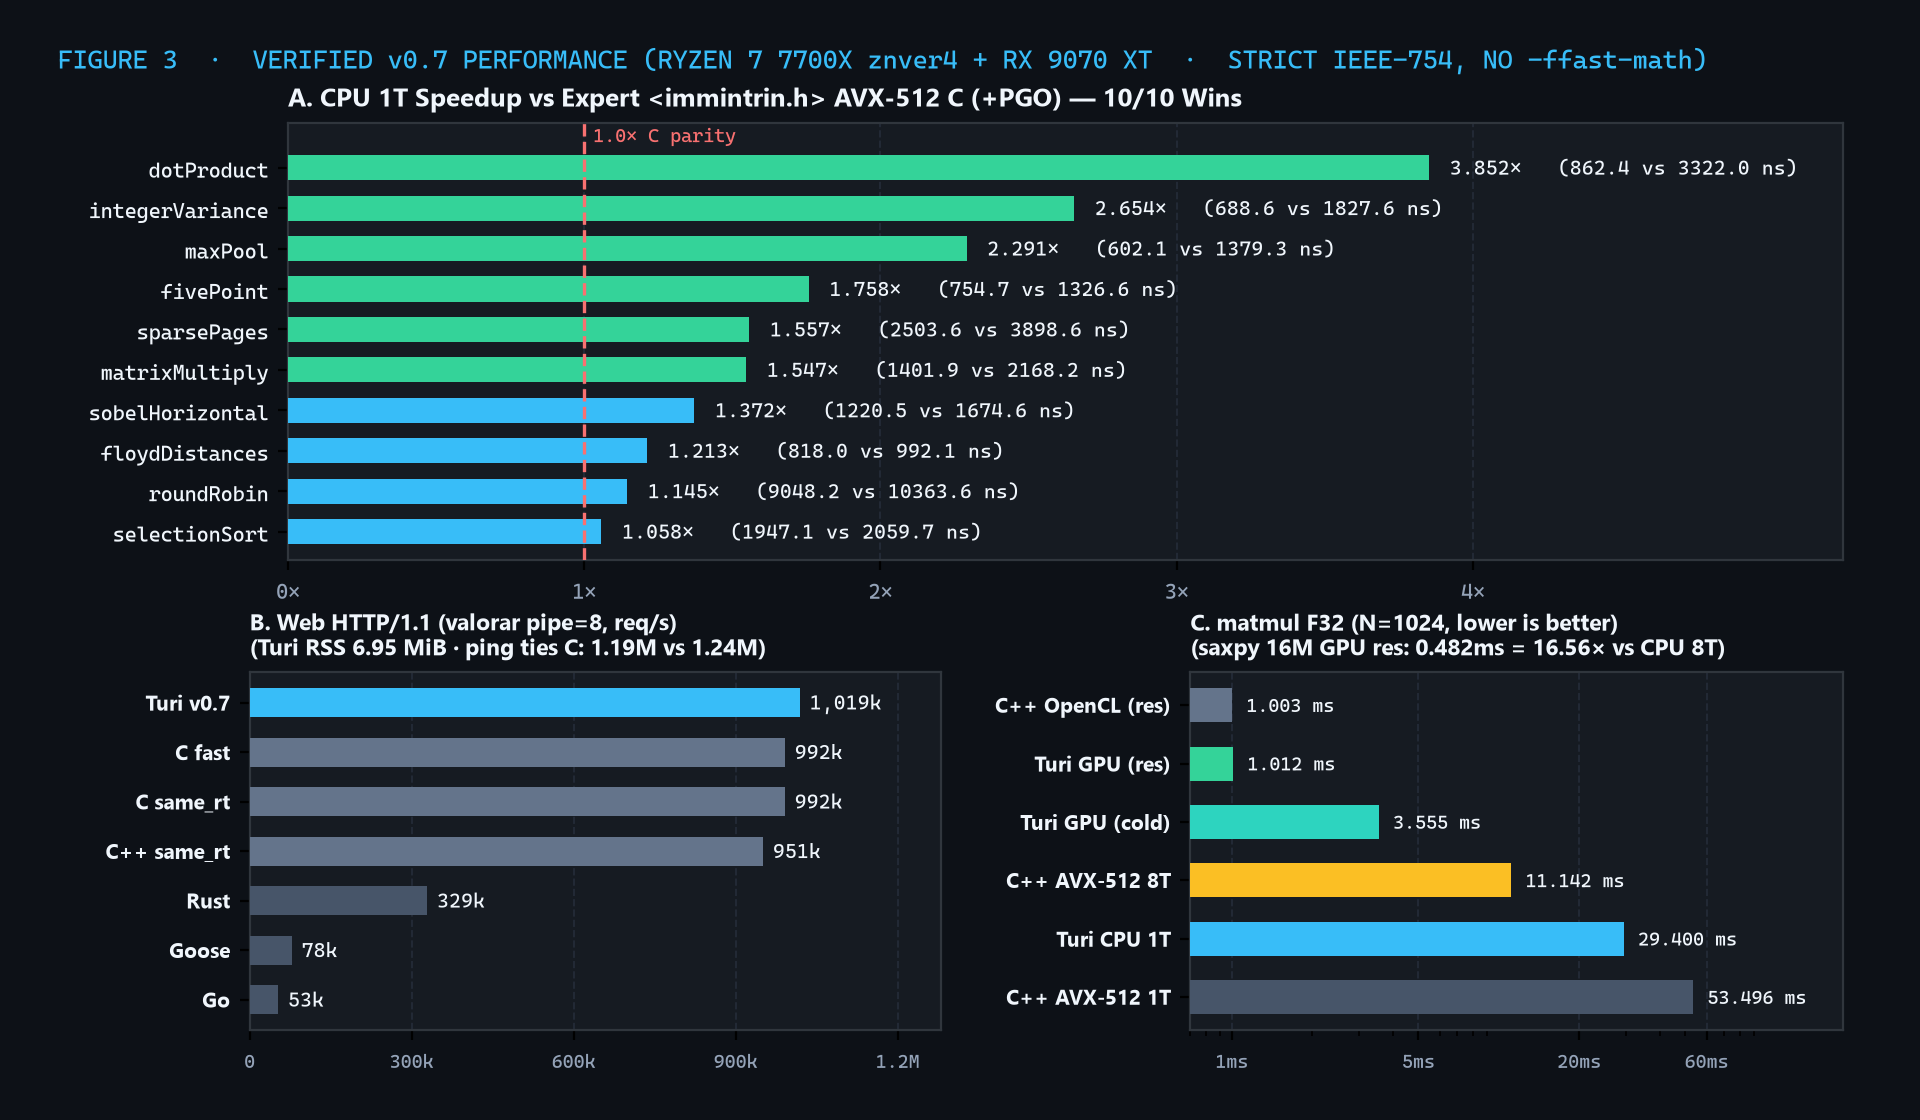 FIGURE 3 · VERIFIED v0.7 PERFORMANCE (RYZEN 7 7700X znver4 + RX 9070 XT · STRICT IEEE-754, NO -ffast-math)
A. CPU 1T Speedup vs Expert <immintrin.h> AVX-512 C (+PGO) — 10/10 Wins
1.0× C parity
dotProduct 3.852× (862.4 vs 3322.0 ns)
integerVariance 2.654× (688.6 vs 1827.6 ns)
maxPool 2.291× (602.1 vs 1379.3 ns)
fivePoint 1.758× (754.7 vs 1326.6 ns)
sparsePages 1.557× (2503.6 vs 3898.6 ns)
matrixMultiply 1.547× (1401.9 vs 2168.2 ns)
sobelHorizontal 1.372× (1220.5 vs 1674.6 ns)
floydDistances 1.213× (818.0 vs 992.1 ns)
roundRobin 1.145× (9048.2 vs 10363.6 ns)
selectionSort 1.058× (1947.1 vs 2059.7 ns)
0× 1× 2× 3× 4×
B. Web HTTP/1.1 (valorar pipe=8, req/s)
(Turi RSS 6.95 MiB · ping ties C: 1.19M vs 1.24M)
Turi v0.7 1,019k
C fast 992k
C same_rt 992k
C++ same_rt 951k
Rust 329k
Goose 78k
Go 53k
0 300k 600k 900k 1.2M
C. matmul F32 (N=1024, lower is better)
(saxpy 16M GPU res: 0.482ms = 16.56× vs CPU 8T)
C++ OpenCL (res) 1.003 ms
Turi GPU (res) 1.012 ms
Turi GPU (cold) 3.555 ms
C++ AVX-512 8T 11.142 ms
Turi CPU 1T 29.400 ms
C++ AVX-512 1T 53.496 ms
1ms 5ms 20ms 60ms